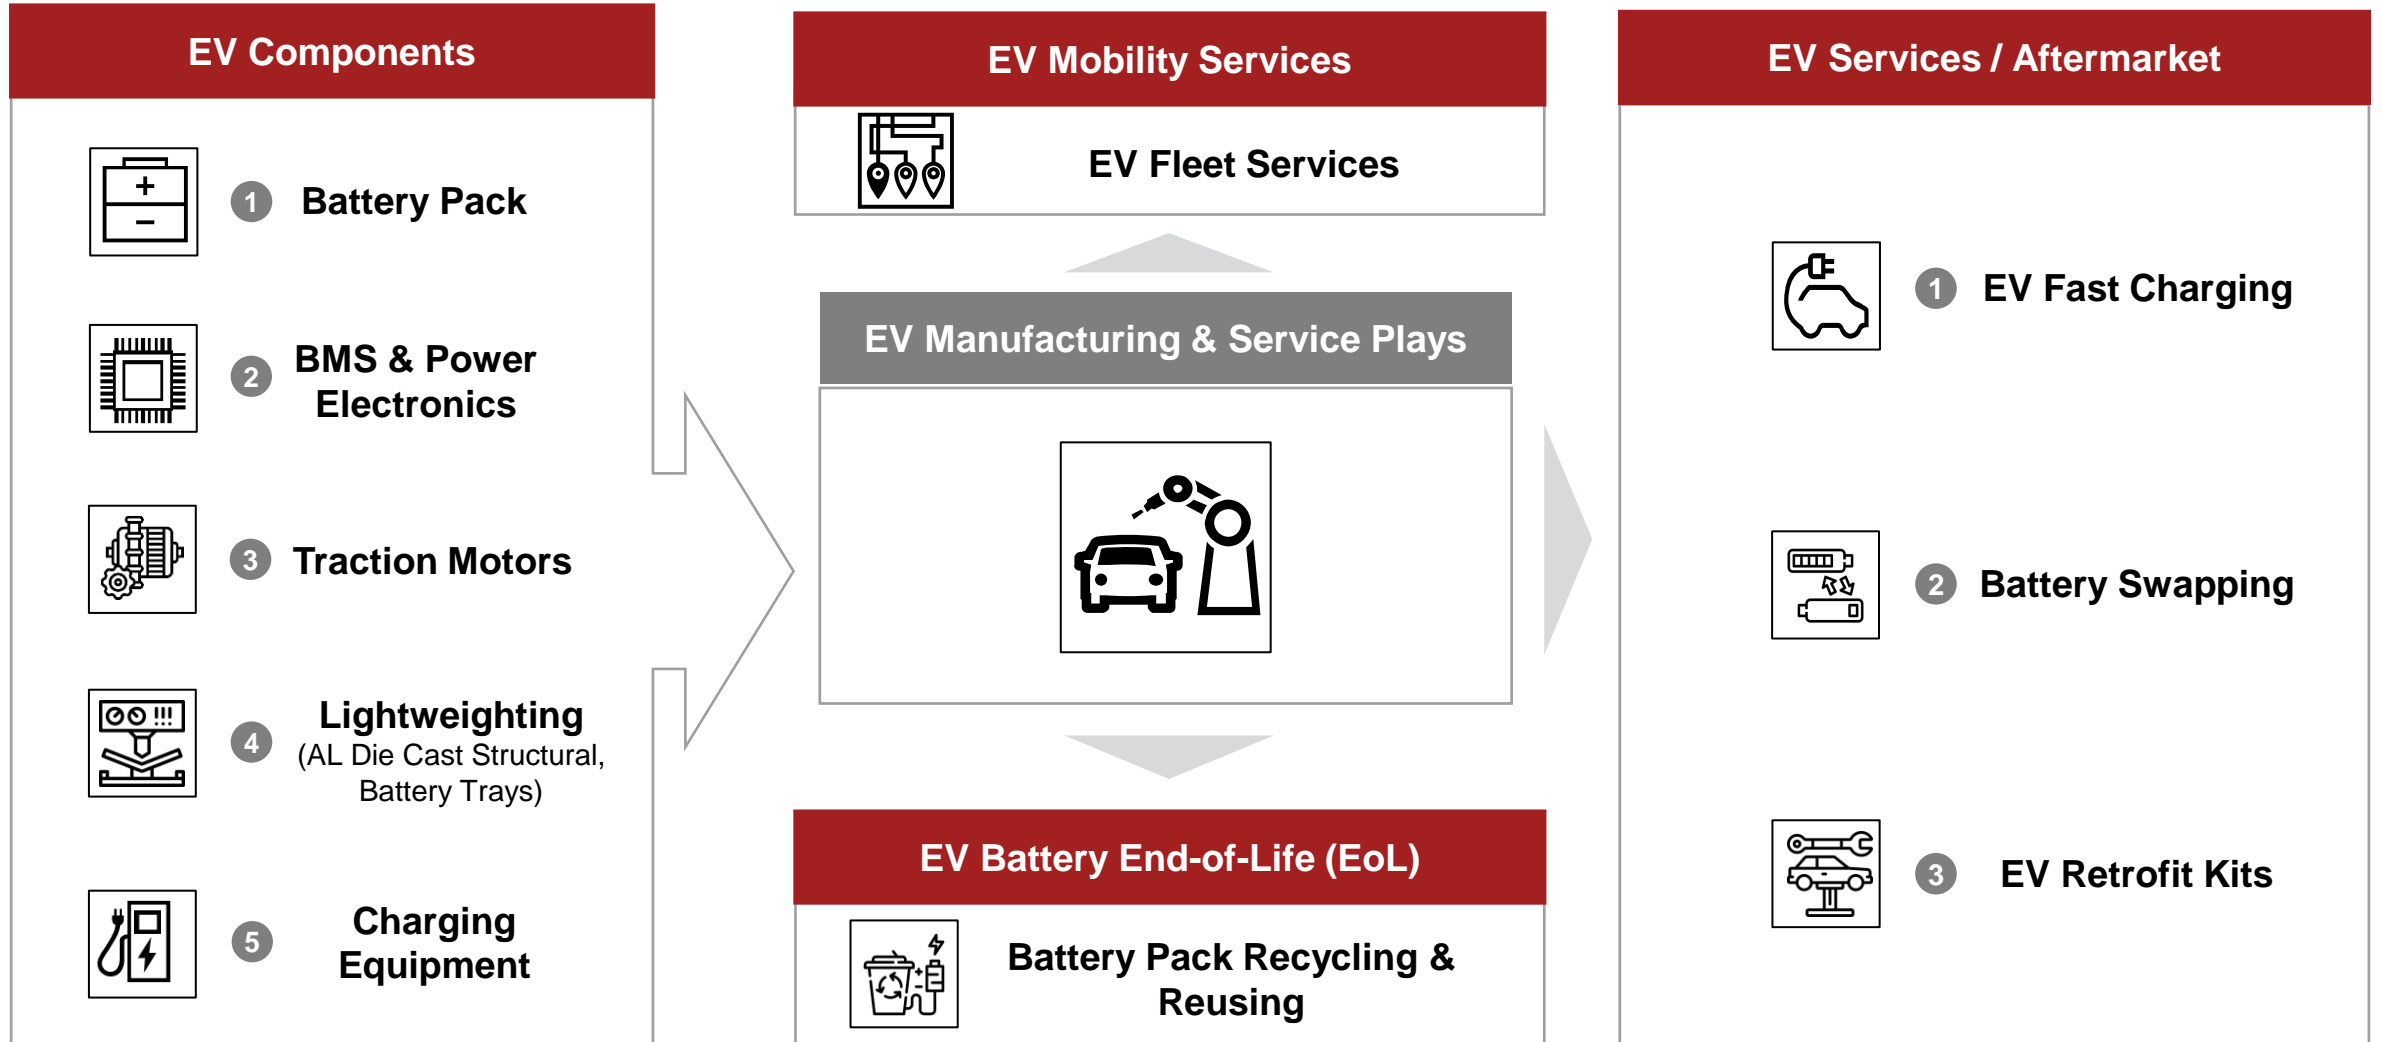 EV Components
1 Battery Pack
2 BMS & Power
Electronics
3 Traction Motors
4 Lightweighting
(AL Die Cast Structural,
Battery Trays)
5 Charging
Equipment
EV Mobility Services
EV Fleet Services
EV Manufacturing & Service Plays
EV Battery End-of-Life (EoL)
Battery Pack Recycling &
Reusing
EV Services / Aftermarket
1 EV Fast Charging
2 Battery Swapping
3 EV Retrofit Kits